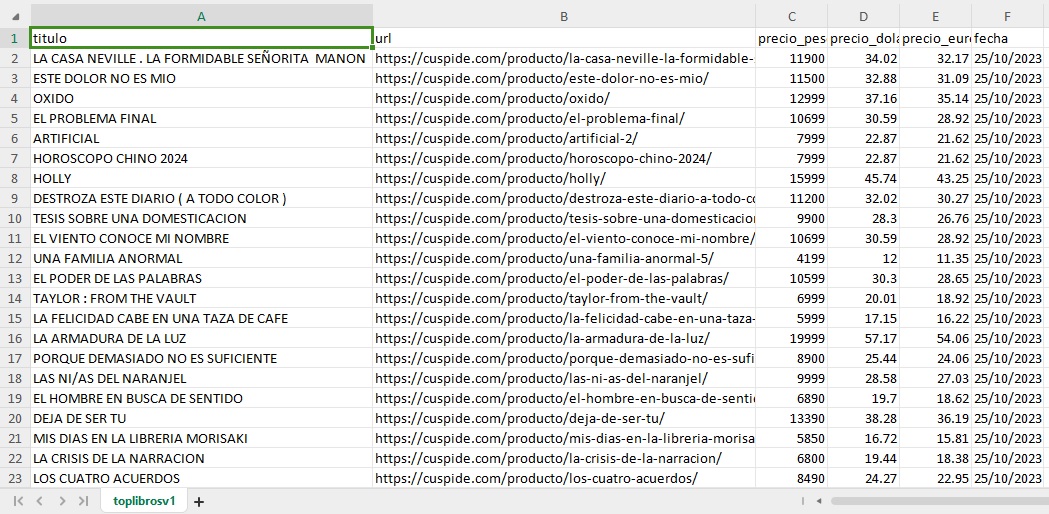 A B C D E F
1 titulo url precio_pes precio_dola precio_eur fecha
2 LA CASA NEVILLE . LA FORMIDABLE SEÑORITA MANON https://cuspide.com/producto/la-casa-neville-la-formidable- 11900 34.02 32.17 25/10/2023
3 ESTE DOLOR NO ES MIO https://cuspide.com/producto/este-dolor-no-es-mio/ 11500 32.88 31.09 25/10/2023
4 OXIDO https://cuspide.com/producto/oxido/ 12999 37.16 35.14 25/10/2023
5 EL PROBLEMA FINAL https://cuspide.com/producto/el-problema-final/ 10699 30.59 28.92 25/10/2023
6 ARTIFICIAL https://cuspide.com/producto/artificial-2/ 7999 22.87 21.62 25/10/2023
7 HOROSCOPO CHINO 2024 https://cuspide.com/producto/horoscopo-chino-2024/ 7999 22.87 21.62 25/10/2023
8 HOLLY https://cuspide.com/producto/holly/ 15999 45.74 43.25 25/10/2023
9 DESTROZA ESTE DIARIO ( A TODO COLOR ) https://cuspide.com/producto/destroza-este-diario-a-todo-co 11200 32.02 30.27 25/10/2023
10 TESIS SOBRE UNA DOMESTICACION https://cuspide.com/producto/tesis-sobre-una-domesticacion 9900 28.3 26.76 25/10/2023
11 EL VIENTO CONOCE MI NOMBRE https://cuspide.com/producto/el-viento-conoce-mi-nombre/ 10699 30.59 28.92 25/10/2023
12 UNA FAMILIA ANORMAL https://cuspide.com/producto/una-familia-anormal-5/ 4199 12 11.35 25/10/2023
13 EL PODER DE LAS PALABRAS https://cuspide.com/producto/el-poder-de-las-palabras/ 10599 30.3 28.65 25/10/2023
14 TAYLOR : FROM THE VAULT https://cuspide.com/producto/taylor-from-the-vault/ 6999 20.01 18.92 25/10/2023
15 LA FELICIDAD CABE EN UNA TAZA DE CAFE https://cuspide.com/producto/la-felicidad-cabe-en-una-taza- 5999 17.15 16.22 25/10/2023
16 LA ARMADURA DE LA LUZ https://cuspide.com/producto/la-armadura-de-la-luz/ 19999 57.17 54.06 25/10/2023
17 PORQUE DEMASIADO NO ES SUFICIENTE https://cuspide.com/producto/porque-demasiado-no-es-sufi 8900 25.44 24.06 25/10/2023
18 LAS NI/AS DEL NARANJEL https://cuspide.com/producto/las-ni-as-del-naranjel/ 9999 28.58 27.03 25/10/2023
19 EL HOMBRE EN BUSCA DE SENTIDO https://cuspide.com/producto/el-hombre-en-busca-de-senti 6890 19.7 18.62 25/10/2023
20 DEJA DE SER TU https://cuspide.com/producto/deja-de-ser-tu/ 13390 38.28 36.19 25/10/2023
21 MIS DIAS EN LA LIBRERIA MORISAKI https://cuspide.com/producto/mis-dias-en-la-libreria-morisa 5850 16.72 15.81 25/10/2023
22 LA CRISIS DE LA NARRACION https://cuspide.com/producto/la-crisis-de-la-narracion/ 6800 19.44 18.38 25/10/2023
23 LOS CUATRO ACUERDOS https://cuspide.com/producto/los-cuatro-acuerdos/ 8490 24.27 22.95 25/10/2023
toplibrosv1